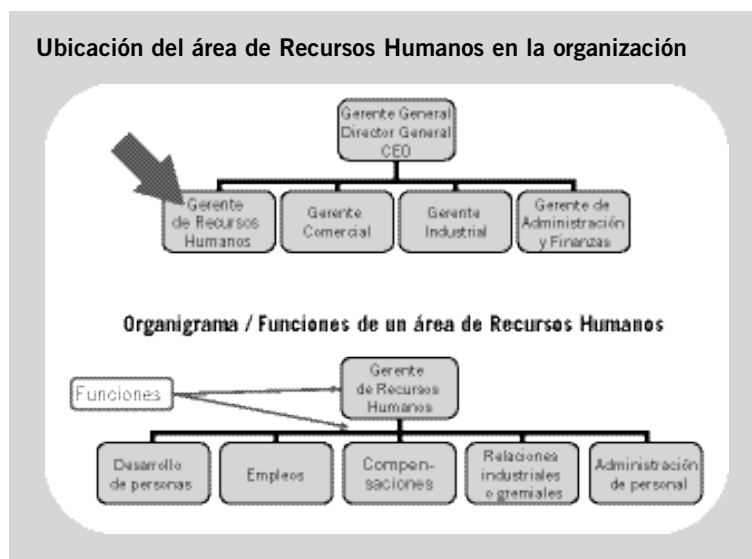 Ubicación del área de Recursos Humanos en la organización
Gerente General
Director General
CEO
Gerente
de Recursos
Humanos
Gerente
Comercial
Gerente
Industrial
Gerente de
Administración
y Finanzas
Organigrama / Funciones de un área de Recursos Humanos
Funciones
Gerente
de Recursos
Humanos
Desarrollo
de personas
Empleos
Compen-
saciones
Relaciones
industriales
o gremiales
Administración
de personal